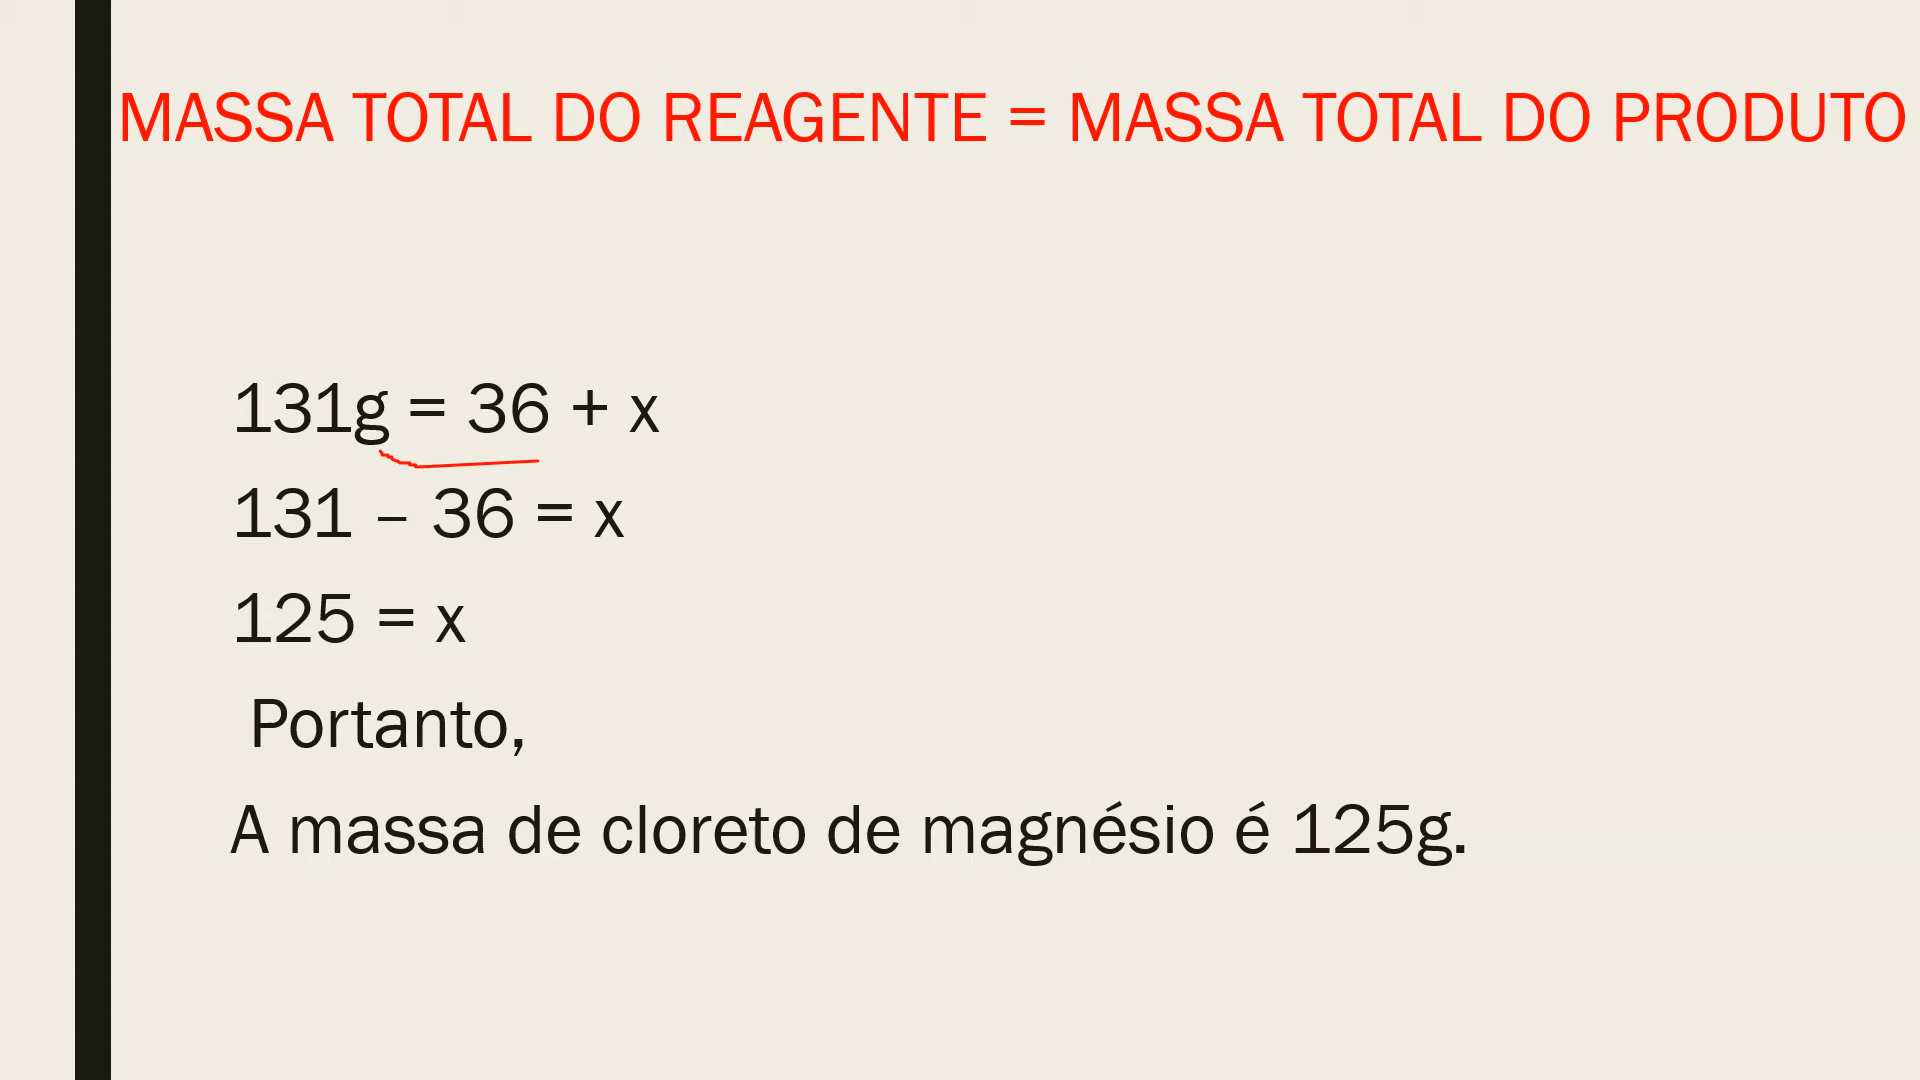 MASSA TOTAL DO REAGENTE = MASSA TOTAL DO PRODUTO
131g = 36 + x
131 – 36 = x
125 = x
Portanto,
A massa de cloreto de magnésio é 125g.